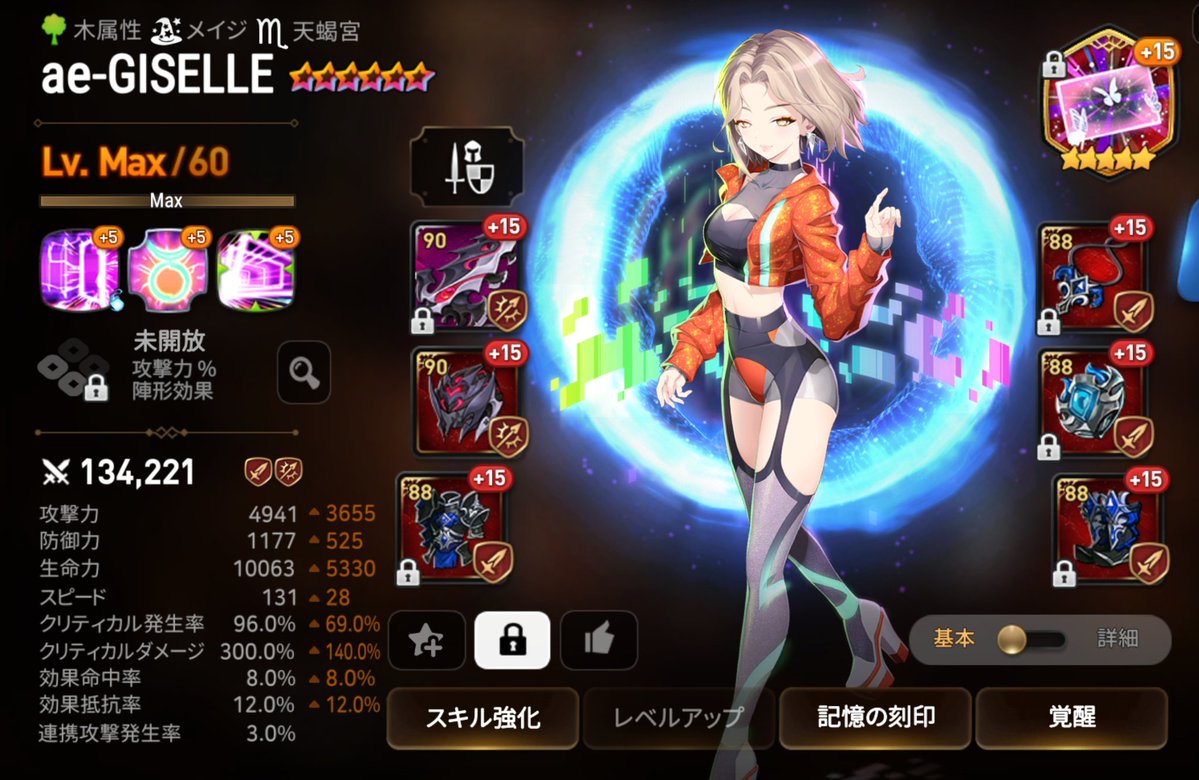 木属性 メイジ 天蝎宮
ae-GISELLE
Lv. Max/60
Max
+5 +5 +5
未開放
攻撃力%
陣形効果
134,221
攻撃力 4941 3655
防御力 1177 525
生命力 10063 5330
スピード 131 28
クリティカル発生率 96.0% 69.0%
クリティカルダメージ 300.0% 140.0%
効果命中率 8.0% 8.0%
効果抵抗率 12.0% 12.0%
連携攻撃発生率 3.0%
90 +15
90 +15
88 +15
+15
88 +15
88 +15
88 +15
基本 詳細
スキル強化 レベルアップ 記憶の刻印 覚醒